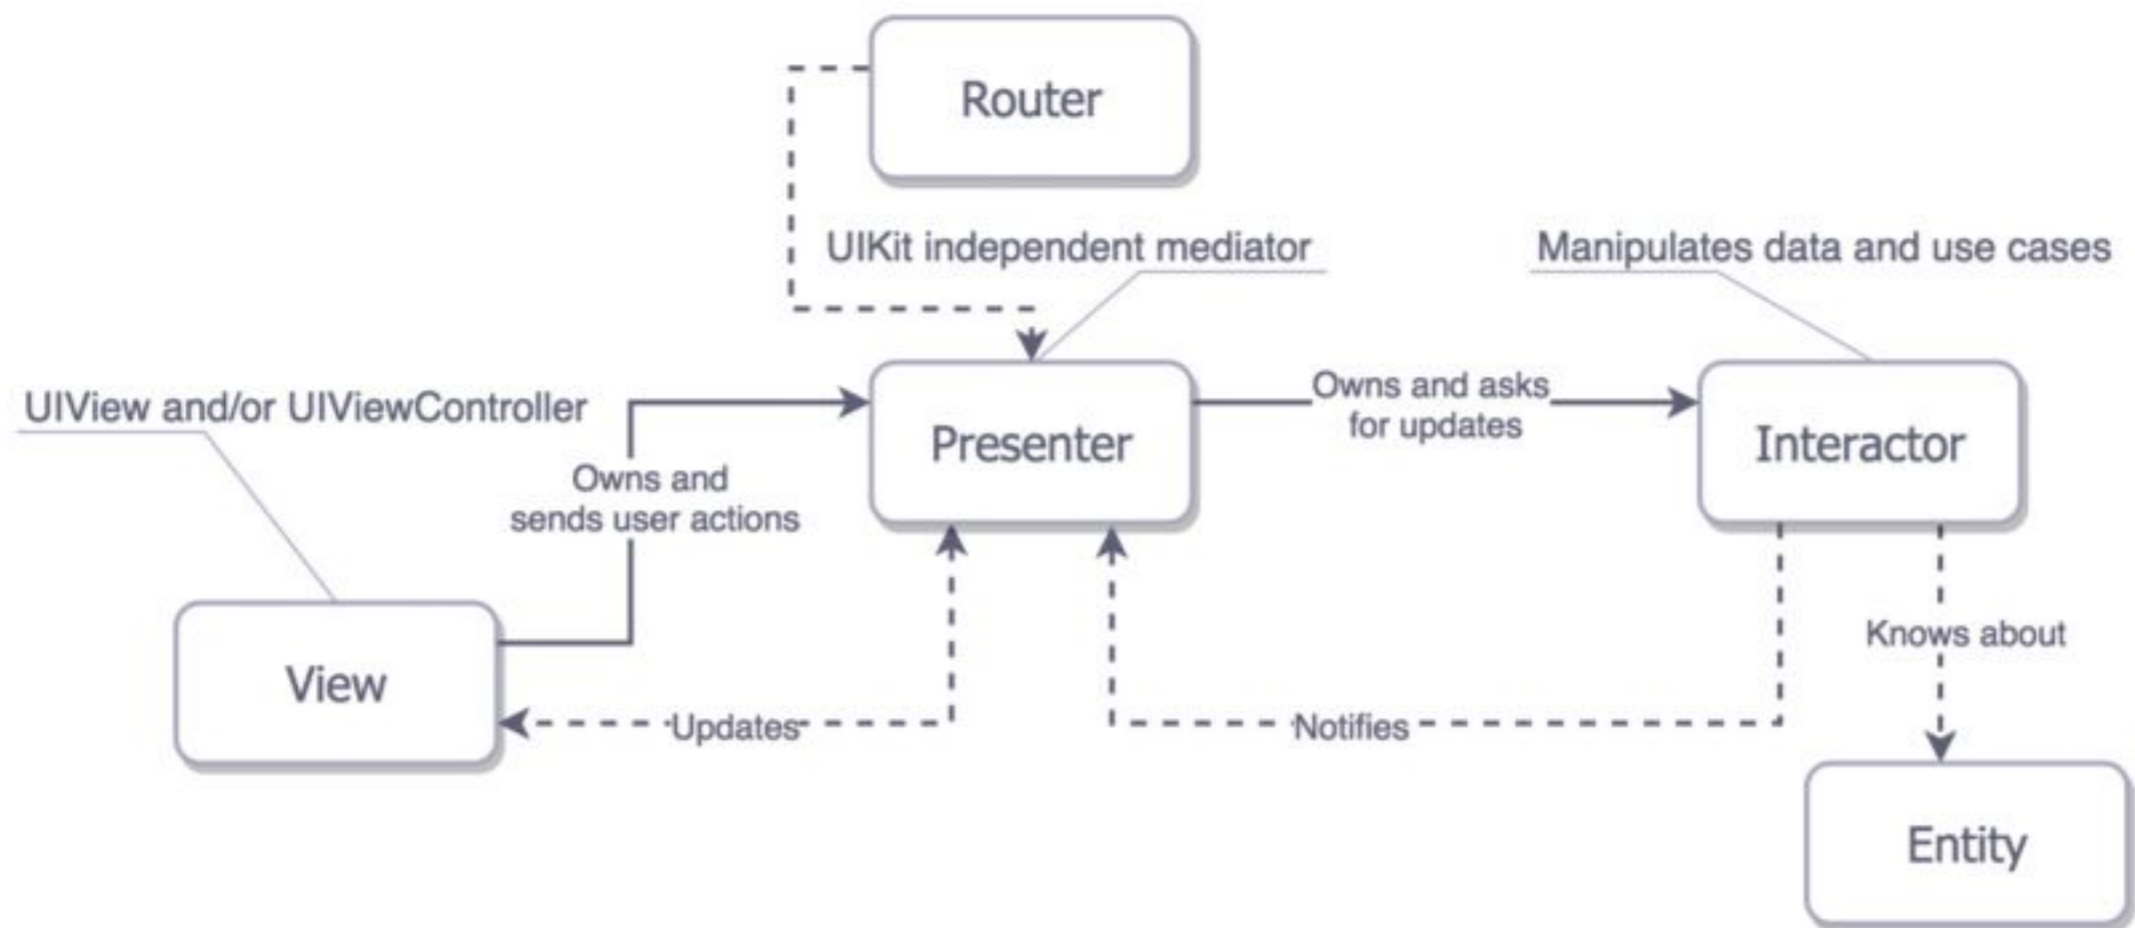 Router
UIKit independent mediator
Manipulates data and use cases
UIView and/or UIViewController
Owns and
sends user actions
Presenter
Owns and asks
for updates
Interactor
View
Updates
Notifies
Knows about
Entity